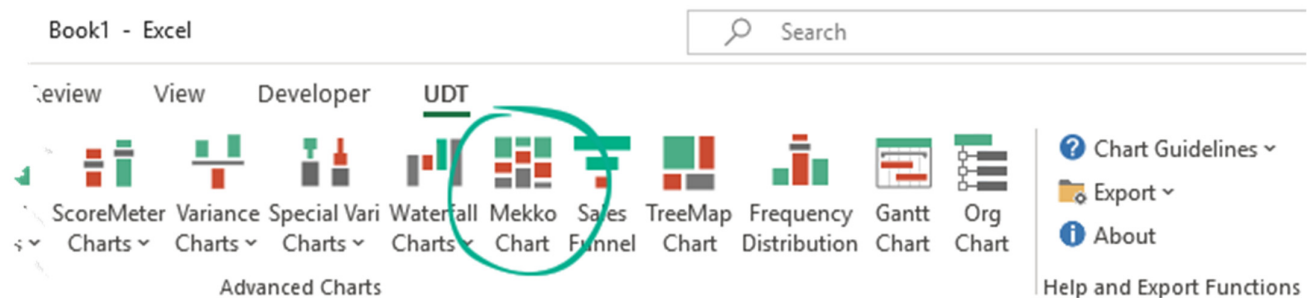 Book1 - Excel
Search
View Developer UDT
ScoreMeter Variance Special Vari Waterfall Mekko Sales TreeMap Frequency Gantt Org
Charts Charts Charts Charts Chart Funnel Chart Distribution Chart Chart
Advanced Charts
Chart Guidelines
Export
About
Help and Export Functions